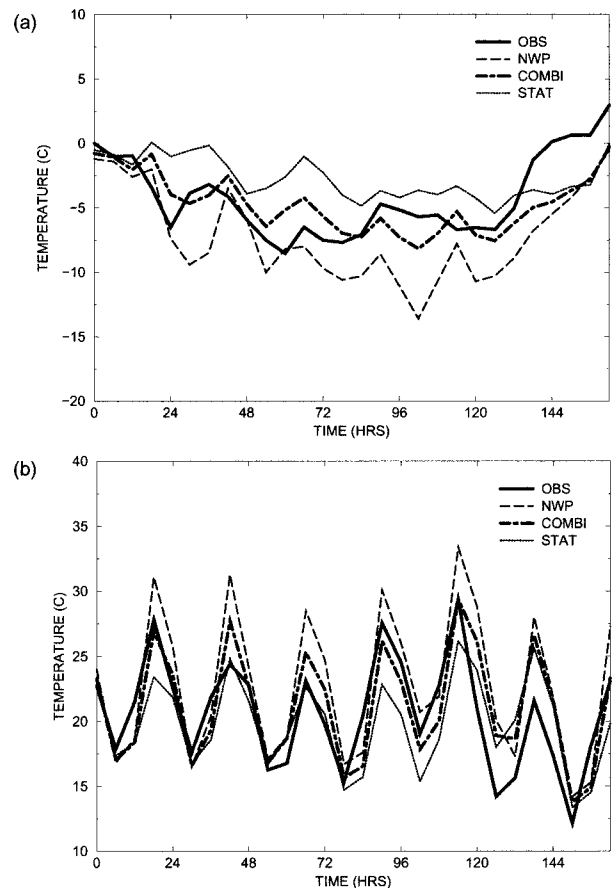 (a)
10
5
0
−5
−10
−15
−20
TEMPERATURE (C)
OBS
NWP
COMBI
STAT
0 24 48 72 96 120 144
TIME (HRS)
(b)
40
35
30
25
20
15
10
TEMPERATURE (C)
OBS
NWP
COMBI
STAT
0 24 48 72 96 120 144
TIME (HRS)